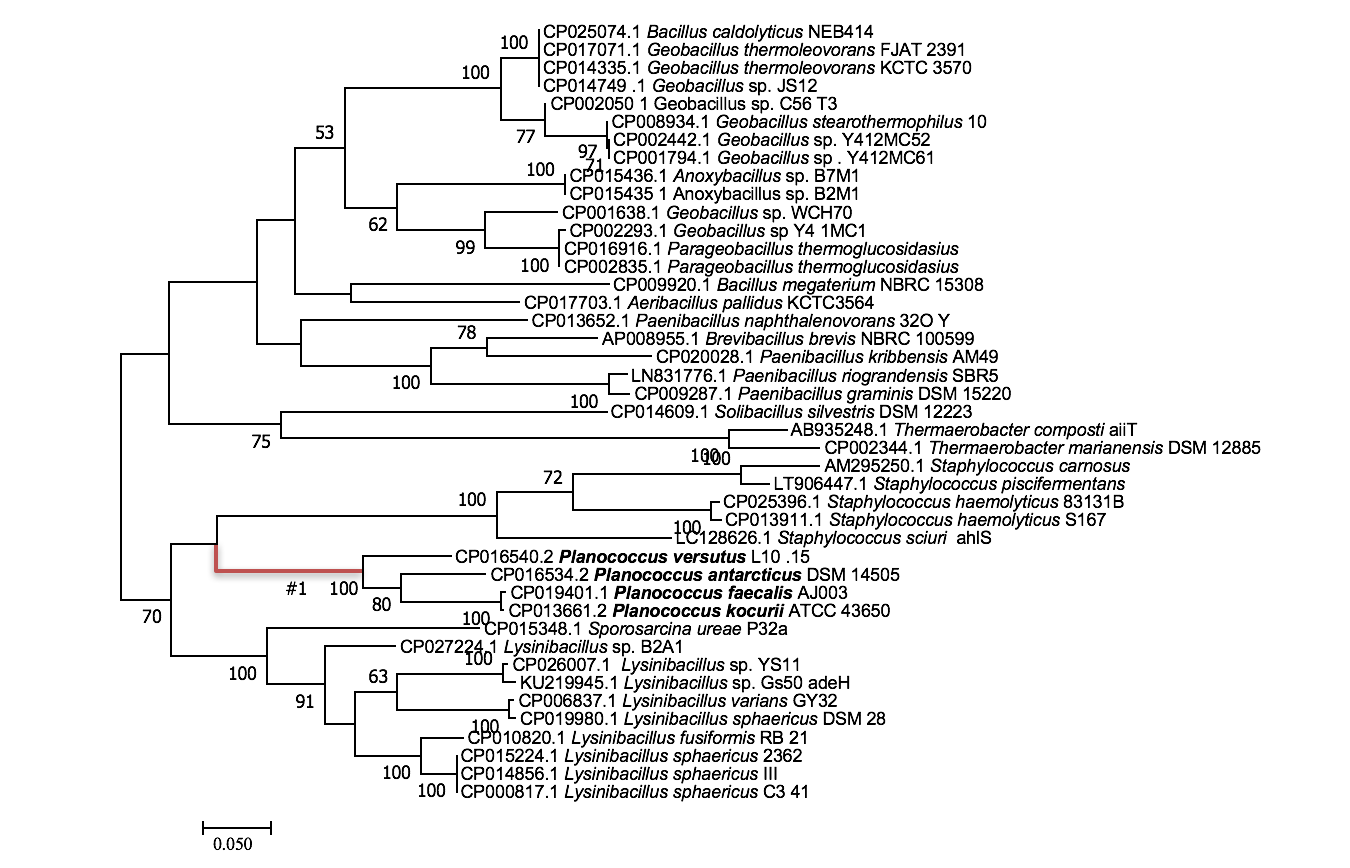 100
CP025074.1 Bacillus caldolyticus NEB414
CP017071.1 Geobacillus thermoleovorans FJAT 2391
CP014335.1 Geobacillus thermoleovorans KCTC 3570
100
CP014749 .1 Geobacillus sp. JS12
CP002050 1 Geobacillus sp. C56 T3
CP008934.1 Geobacillus stearothermophilus 10
53
77
CP002442.1 Geobacillus sp. Y412MC52
97
CP001794.1 Geobacillus sp . Y412MC61
71
100
CP015436.1 Anoxybacillus sp. B7M1
CP015435 1 Anoxybacillus sp. B2M1
CP001638.1 Geobacillus sp. WCH70
62
CP002293.1 Geobacillus sp Y4 1MC1
99
CP016916.1 Parageobacillus thermoglucosidasius
100
CP002835.1 Parageobacillus thermoglucosidasius
CP009920.1 Bacillus megaterium NBRC 15308
CP017703.1 Aeribacillus pallidus KCTC3564
CP013652.1 Paenibacillus naphthalenovorans 32O Y
78
AP008955.1 Brevibacillus brevis NBRC 100599
CP020028.1 Paenibacillus kribbensis AM49
LN831776.1 Paenibacillus riograndensis SBR5
100
CP009287.1 Paenibacillus graminis DSM 15220
100
CP014609.1 Solibacillus silvestris DSM 12223
AB935248.1 Thermaerobacter composti aiiT
75
CP002344.1 Thermaerobacter marianensis DSM 12885
100
100
AM295250.1 Staphylococcus carnosus
72
LT906447.1 Staphylococcus piscifermentans
100
CP025396.1 Staphylococcus haemolyticus 83131B
CP013911.1 Staphylococcus haemolyticus S167
100
LC128626.1 Staphylococcus sciuri ahlS
CP016540.2 Planococcus versutus L10 .15
CP016534.2 Planococcus antarcticus DSM 14505
#1
100
CP019401.1 Planococcus faecalis AJ003
80
CP013661.2 Planococcus kocurii ATCC 43650
70
100
CP015348.1 Sporosarcina ureae P32a
CP027224.1 Lysinibacillus sp. B2A1
100
CP026007.1 Lysinibacillus sp. YS11
100
63
KU219945.1 Lysinibacillus sp. Gs50 adeH
91
CP006837.1 Lysinibacillus varians GY32
CP019980.1 Lysinibacillus sphaericus DSM 28
100
CP010820.1 Lysinibacillus fusiformis RB 21
CP015224.1 Lysinibacillus sphaericus 2362
100
CP014856.1 Lysinibacillus sphaericus III
100
CP000817.1 Lysinibacillus sphaericus C3 41
0.050